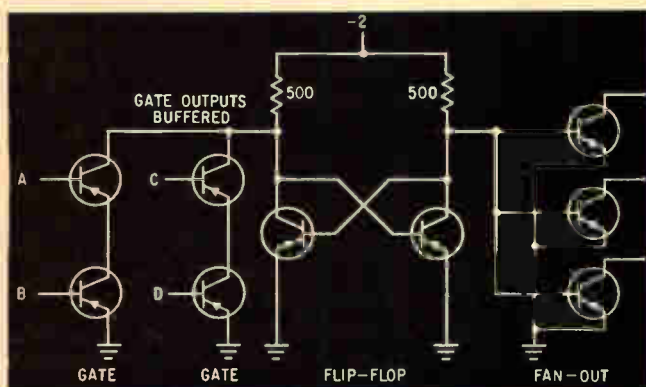 -2
500
500
GATE OUTPUTS
BUFFERED
A
C
B
D
GATE
GATE
FLIP-FLOP
FAN-OUT